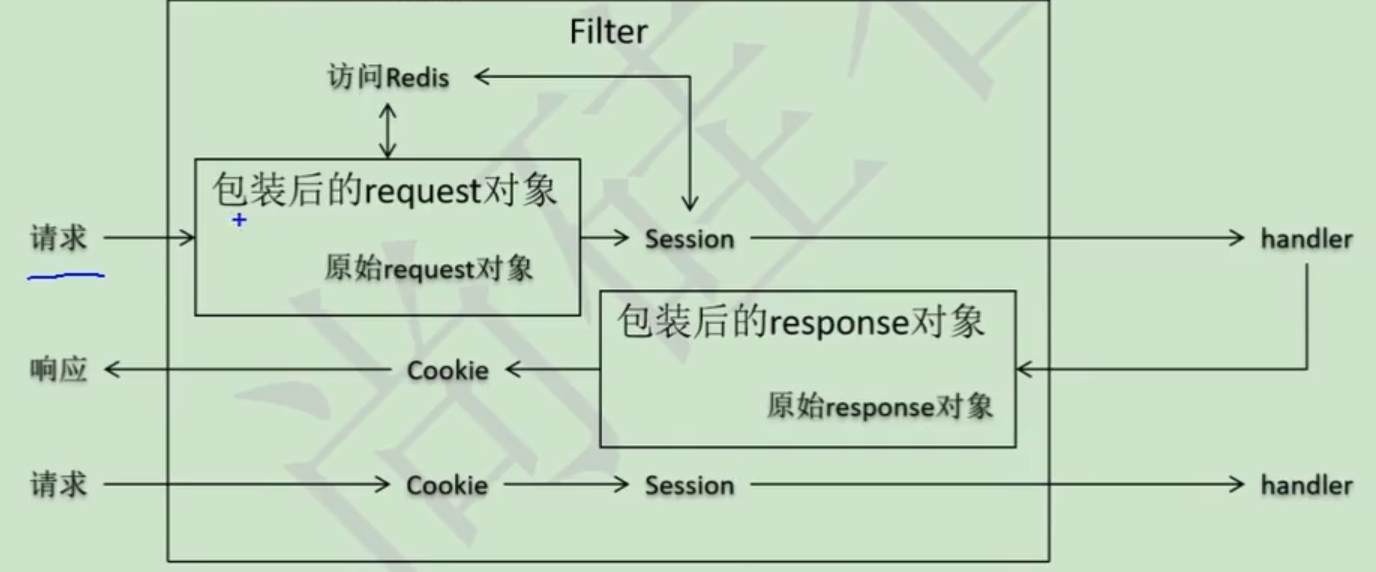 Filter
访问Redis
包装后的request对象
请求
Session
handler
原始request对象
包装后的response对象
响应
Cookie
原始response对象
请求
Cookie
Session
handler